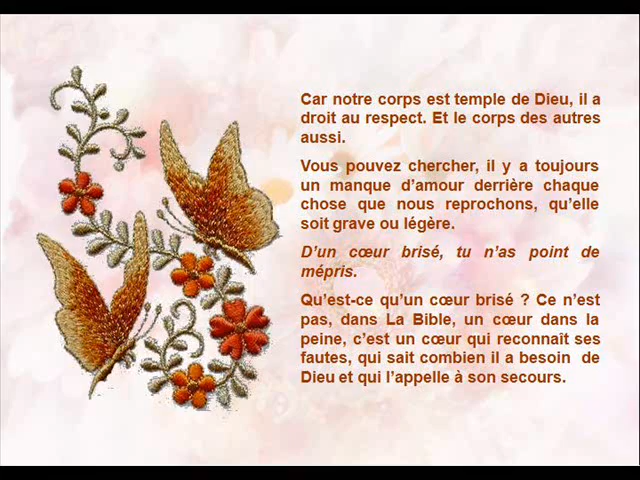 Car notre corps est temple de Dieu, il a
droit au respect. Et le corps des autres
aussi.
Vous pouvez chercher, il y a toujours
un manque d’amour derrière chaque
chose que nous reprochons, qu’elle
soit grave ou légère.
D’un cœur brisé, tu n’as point de
mépris.
Qu’est-ce qu’un cœur brisé ? Ce n’est
pas, dans La Bible, un cœur dans la
peine, c’est un cœur qui reconnaît ses
fautes, qui sait combien il a besoin de
Dieu et qui l’appelle à son secours.